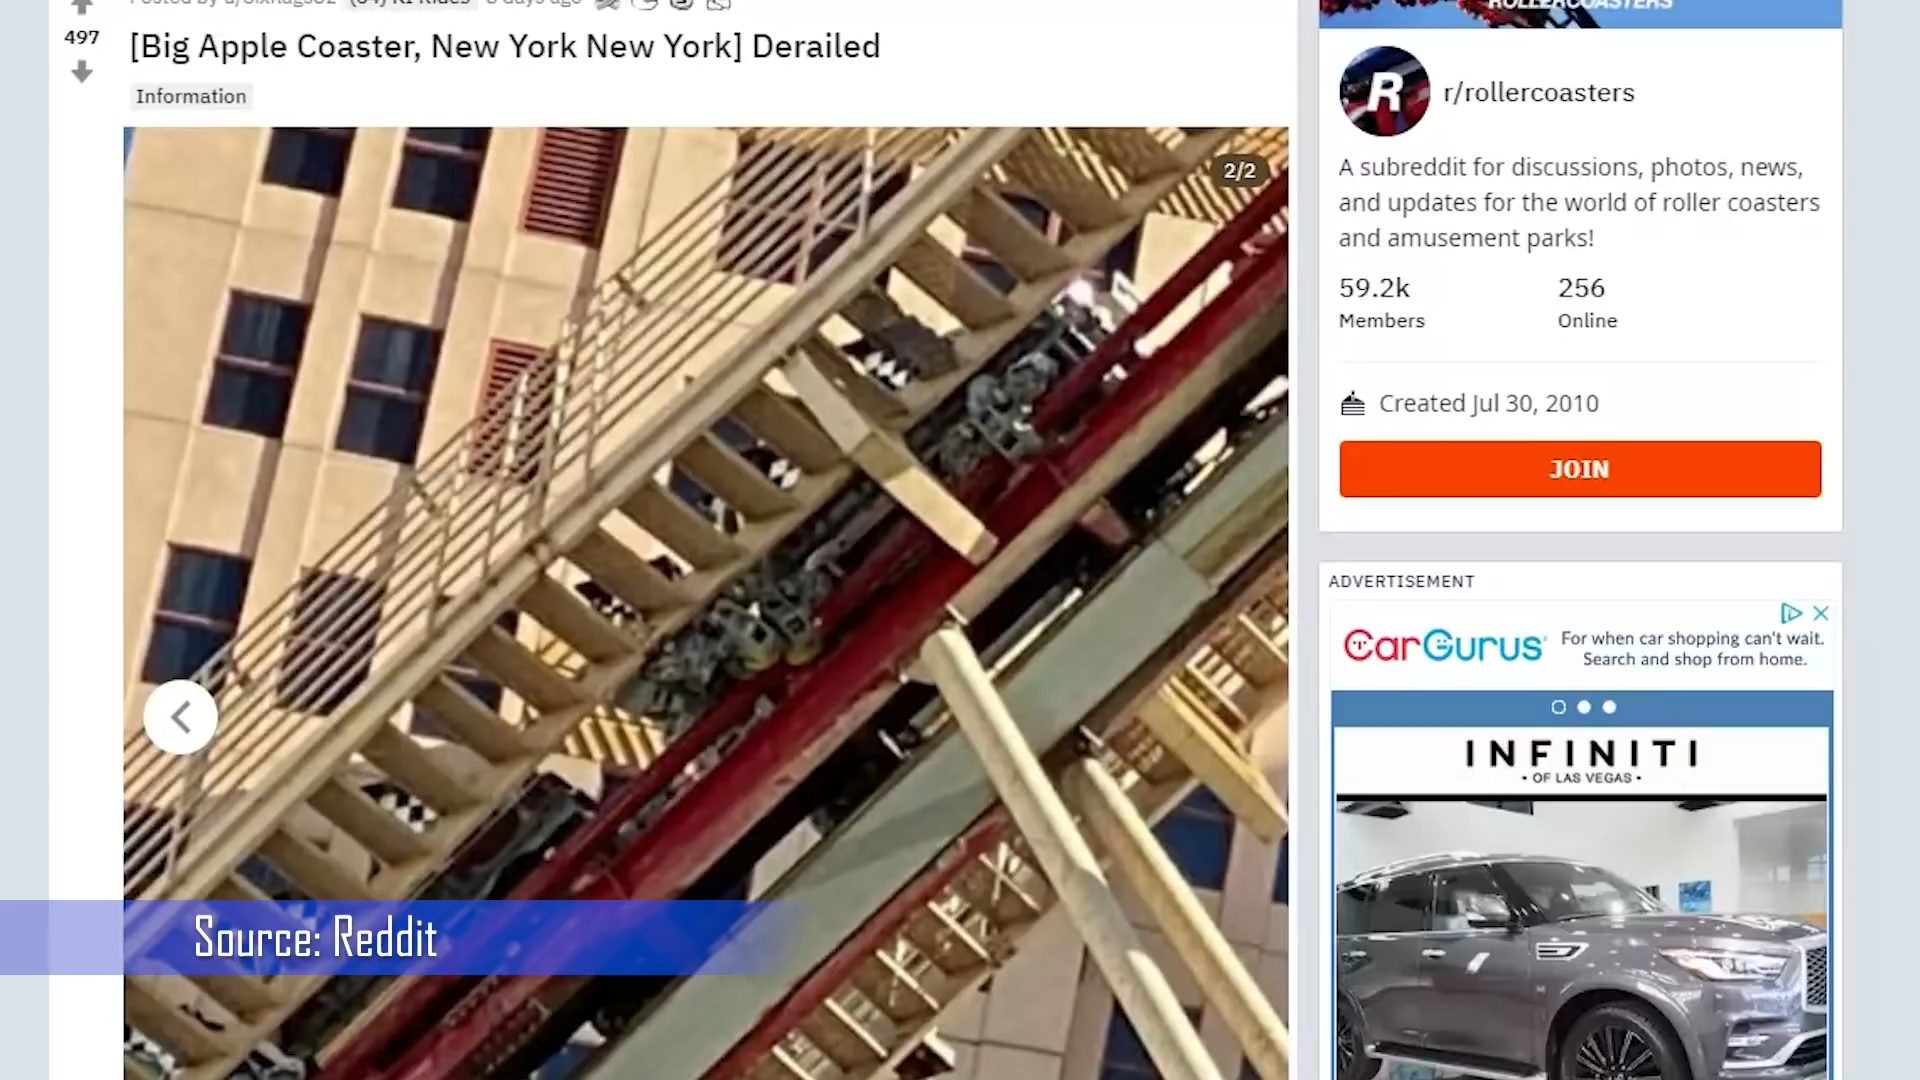 497
[Big Apple Coaster, New York New York] Derailed
Information
2/2
Source: Reddit
ROLLERCOASTERS
R
r/rollercoasters
A subreddit for discussions, photos, news,
and updates for the world of roller coasters
and amusement parks!
59.2k 256
Members Online
Created Jul 30, 2010
JOIN
ADVERTISEMENT
CarGurus
For when car shopping can't wait.
Search and shop from home.
INFINITI
• OF LAS VEGAS •